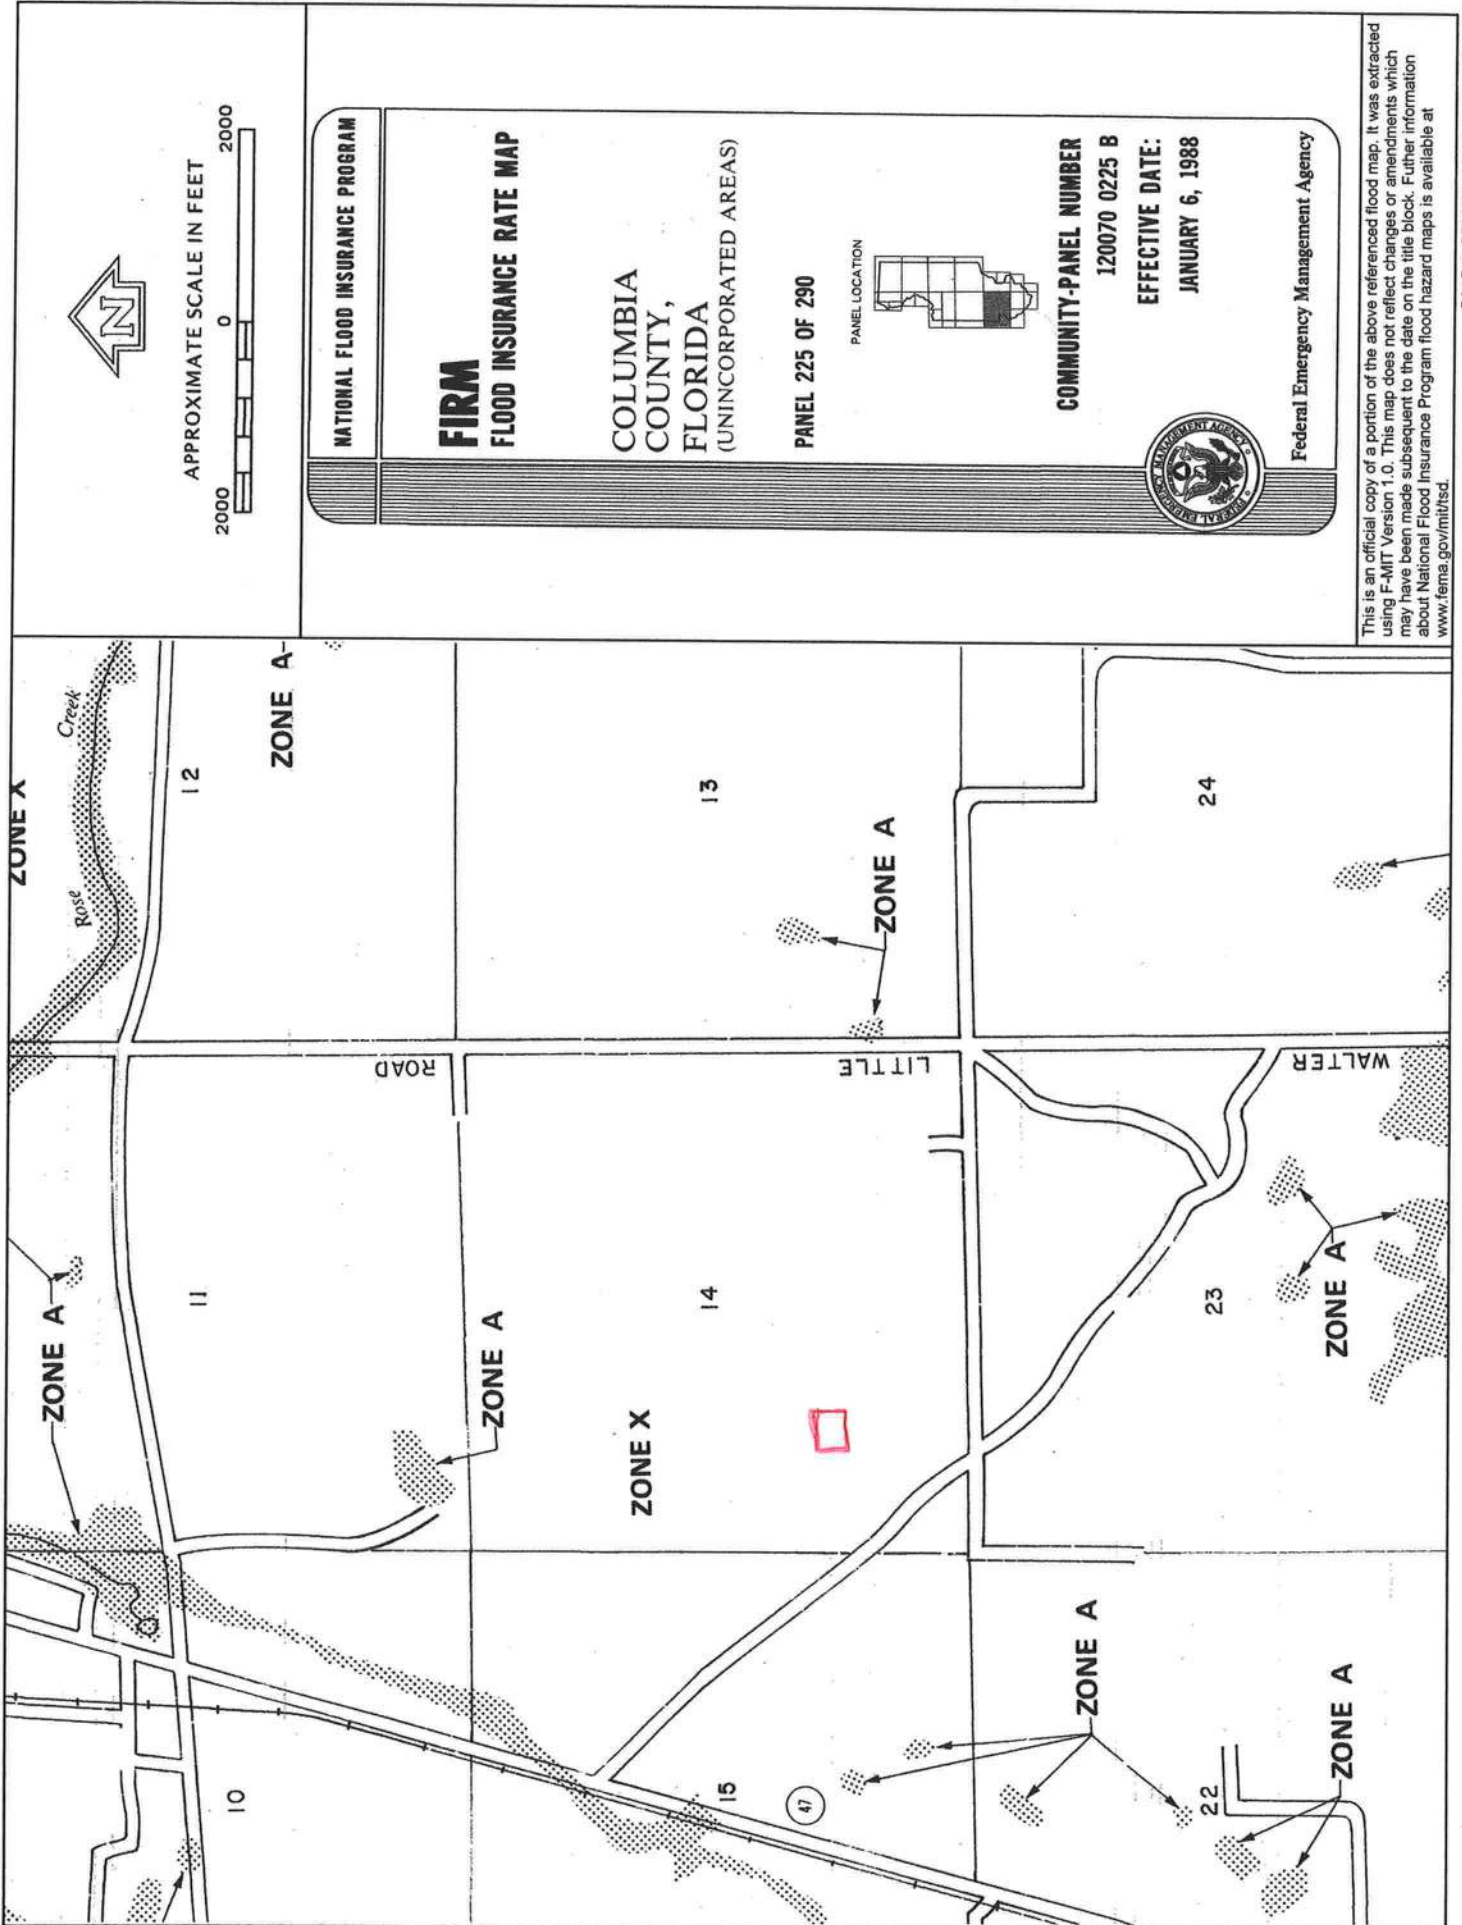 ZONE X
Rose Creek
12
ZONE A
ZONE A
11
10
ROAD
ZONE A
13
14
ZONE X
15
47
ZONE A
LITTLE
24
23
22
ZONE A
ZONE A
ZONE A
WALTER
N
APPROXIMATE SCALE IN FEET
2000 0 2000
NATIONAL FLOOD INSURANCE PROGRAM
FIRM
FLOOD INSURANCE RATE MAP
COLUMBIA
COUNTY,
FLORIDA
(UNINCORPORATED AREAS)
PANEL 225 OF 290
PANEL LOCATION
COMMUNITY-PANEL NUMBER
120070 0225 B
EFFECTIVE DATE:
JANUARY 6, 1988
FEDERAL EMERGENCY MANAGEMENT AGENCY
Federal Emergency Management Agency
This is an official copy of a portion of the above referenced flood map. It was extracted
using F-MIT Version 1.0. This map does not reflect changes or amendments which
may have been made subsequent to the date on the title block. Futher information
about National Flood Insurance Program flood hazard maps is available at
www.fema.gov/mit/tsd.